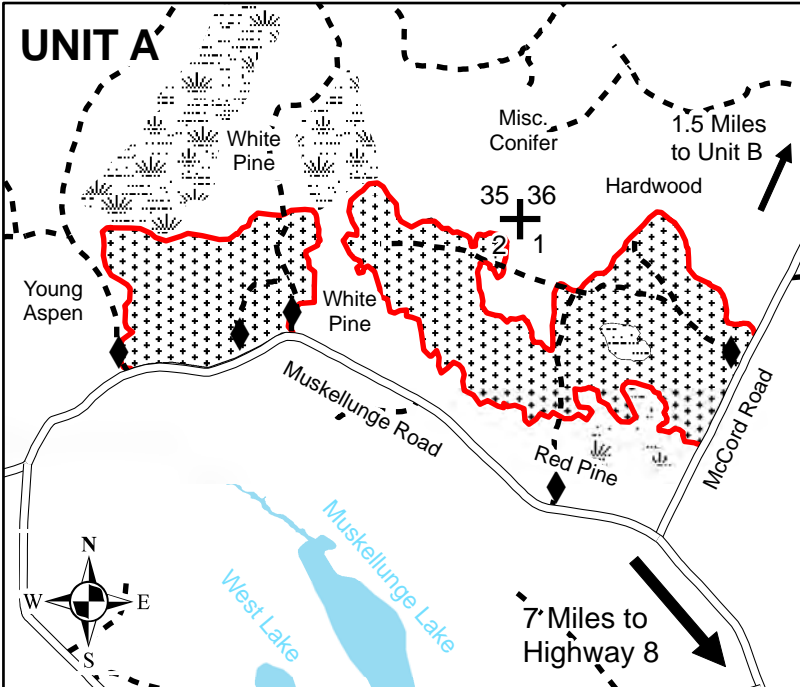 UNIT A
Misc.
Conifer
1.5 Miles
to Unit B
White
Pine
35 36
2 1
Hardwood
Young
Aspen
White
Pine
Muskellunge Road
McCord Road
Red Pine
Muskellunge Lake
West Lake
N
W E
S
7 Miles to
Highway 8